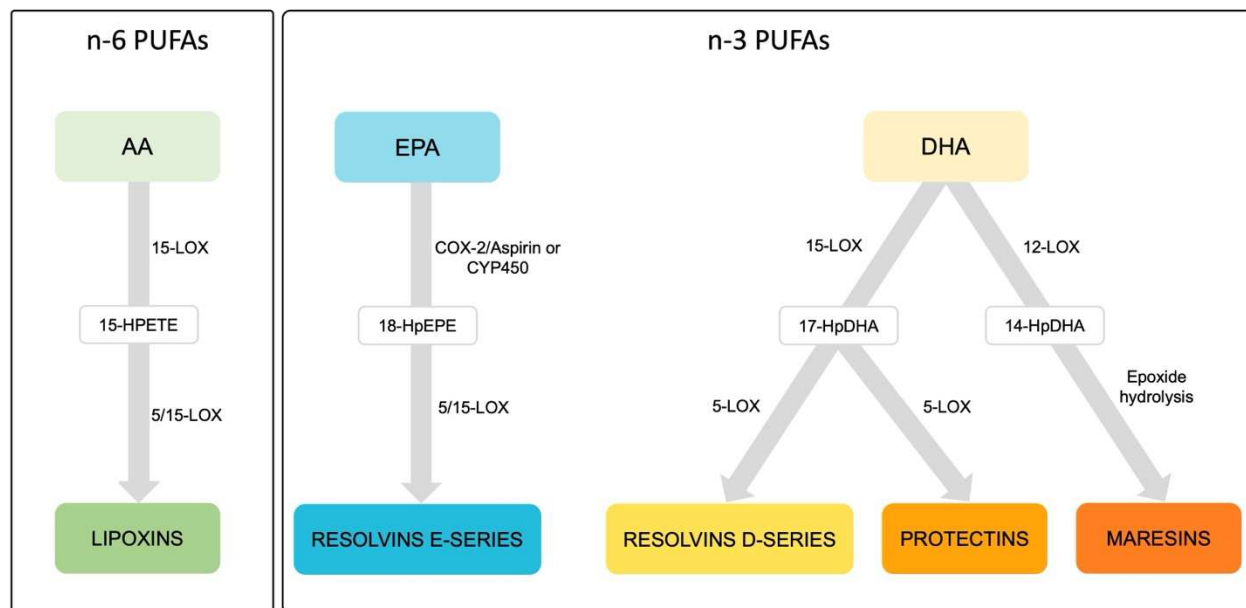 n-6 PUFAs
AA
15-LOX
15-HPETE
5/15-LOX
LIPOXINS
n-3 PUFAs
EPA
COX-2/Aspirin or
CYP450
18-HpEPE
5/15-LOX
RESOLVINS E-SERIES
DHA
15-LOX
12-LOX
17-HpDHA
14-HpDHA
5-LOX
5-LOX
Epoxide
hydrolysis
RESOLVINS D-SERIES
PROTECTINS
MARESINS